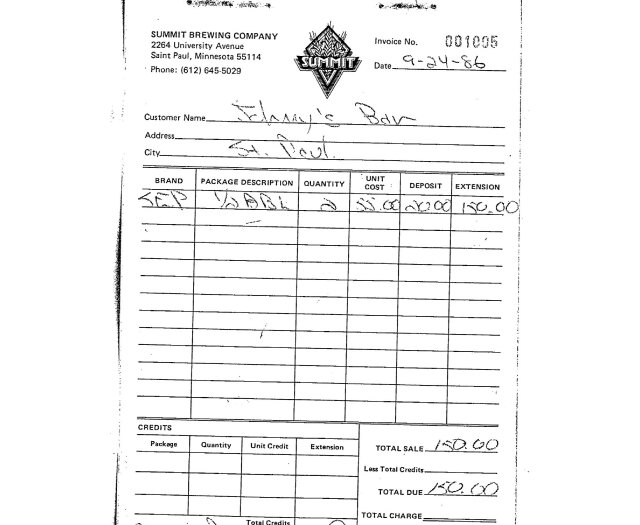 SUMMIT BREWING COMPANY
2264 University Avenue
Saint Paul, Minnesota 55114
Phone: (612) 645-5029
SUMMIT
Invoice No. 001005
Date 9-24-86
Customer Name Johnny's Bar
Address
City St. Paul
BRAND PACKAGE DESCRIPTION QUANTITY UNIT COST DEPOSIT EXTENSION
SEP 1/2 BBL 2 55.00 20.00 150.00
CREDITS
Package Quantity Unit Credit Extension
TOTAL SALE 150.00
Less Total Credits
TOTAL DUE 150.00
TOTAL CHARGE
Total Credits